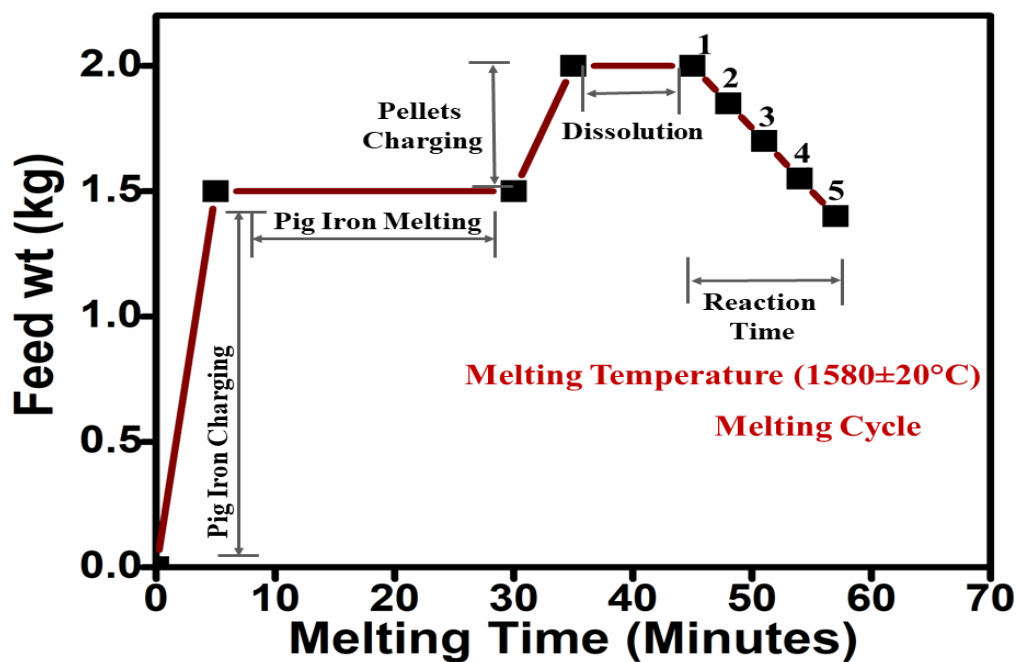 Feed wt (kg)
2.0
1.5
1.0
0.5
0.0
0
10
20
30
40
50
60
70
Melting Time (Minutes)
Pig Iron Charging
Pig Iron Melting
Pellets
Charging
Dissolution
1
2
3
4
5
Reaction
Time
Melting Temperature (1580±20°C)
Melting Cycle